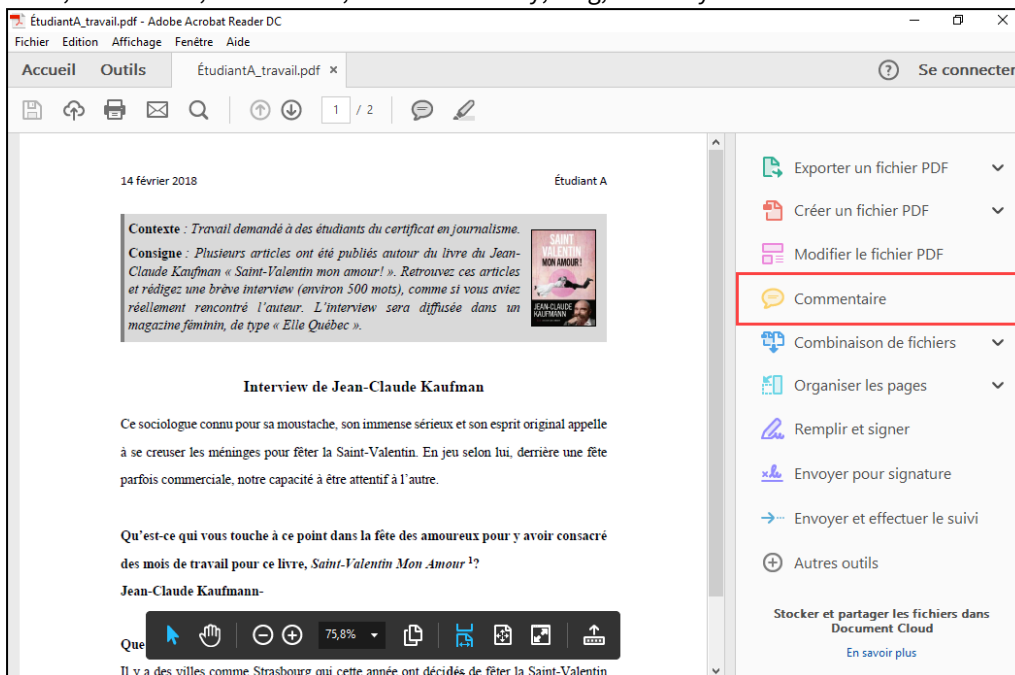 ÉtudiantA_travail.pdf - Adobe Acrobat Reader DC
Fichier Edition Affichage Fenêtre Aide
Accueil Outils ÉtudiantA_travail.pdf × ? Se connecter
1 / 2
14 février 2018 Étudiant A
Contexte : Travail demandé à des étudiants du certificat en journalisme.
Consigne : Plusieurs articles ont été publiés autour du livre du Jean-
Claude Kaufman « Saint-Valentin mon amour! ». Retrouvez ces articles
et rédigez une brève interview (environ 500 mots), comme si vous aviez
réellement rencontré l'auteur. L'interview sera diffusée dans un
magazine féminin, de type « Elle Québec ».
SAINT
VALENTIN
MON AMOUR!
JEAN-CLAUDE
KAUFMANN
Interview de Jean-Claude Kaufman
Ce sociologue connu pour sa moustache, son immense sérieux et son esprit original appelle
à se creuser les méninges pour fêter la Saint-Valentin. En jeu selon lui, derrière une fête
parfois commerciale, notre capacité à être attentif à l'autre.
Qu'est-ce qui vous touche à ce point dans la fête des amoureux pour y avoir consacré
des mois de travail pour ce livre, Saint-Valentin Mon Amour 1?
Jean-Claude Kaufmann-
Que
75,8%
Il y a des villes comme Strasbourg qui cette année ont décidés de fêter la Saint-Valentin
Exporter un fichier PDF
Créer un fichier PDF
Modifier le fichier PDF
Commentaire
Combinaison de fichiers
Organiser les pages
Remplir et signer
Envoyer pour signature
Envoyer et effectuer le suivi
Autres outils
Stocker et partager les fichiers dans
Document Cloud
En savoir plus